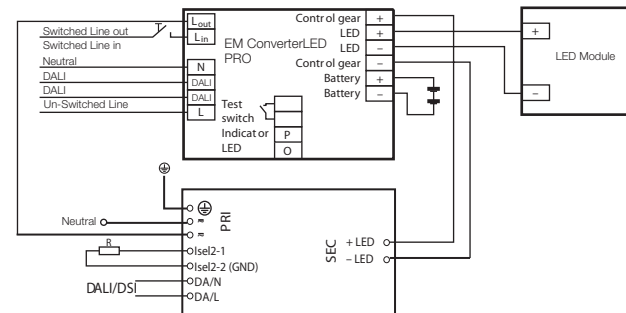 Switched Line out
Switched Line in
Neutral
DALI
DALI
Un-Switched Line
Lout
Lin
N
DALI
DALI
L
EM ConverterLED
PRO
Test
switch
Indicator
LED
P
O
Control gear +
LED +
LED –
Control gear –
Battery +
Battery –
+
–
LED Module
Neutral
R
DALI/DSI
PRI
=
≂
Isel2-1
Isel2-2 (GND)
DA/N
DA/L
SEC
+ LED
– LED